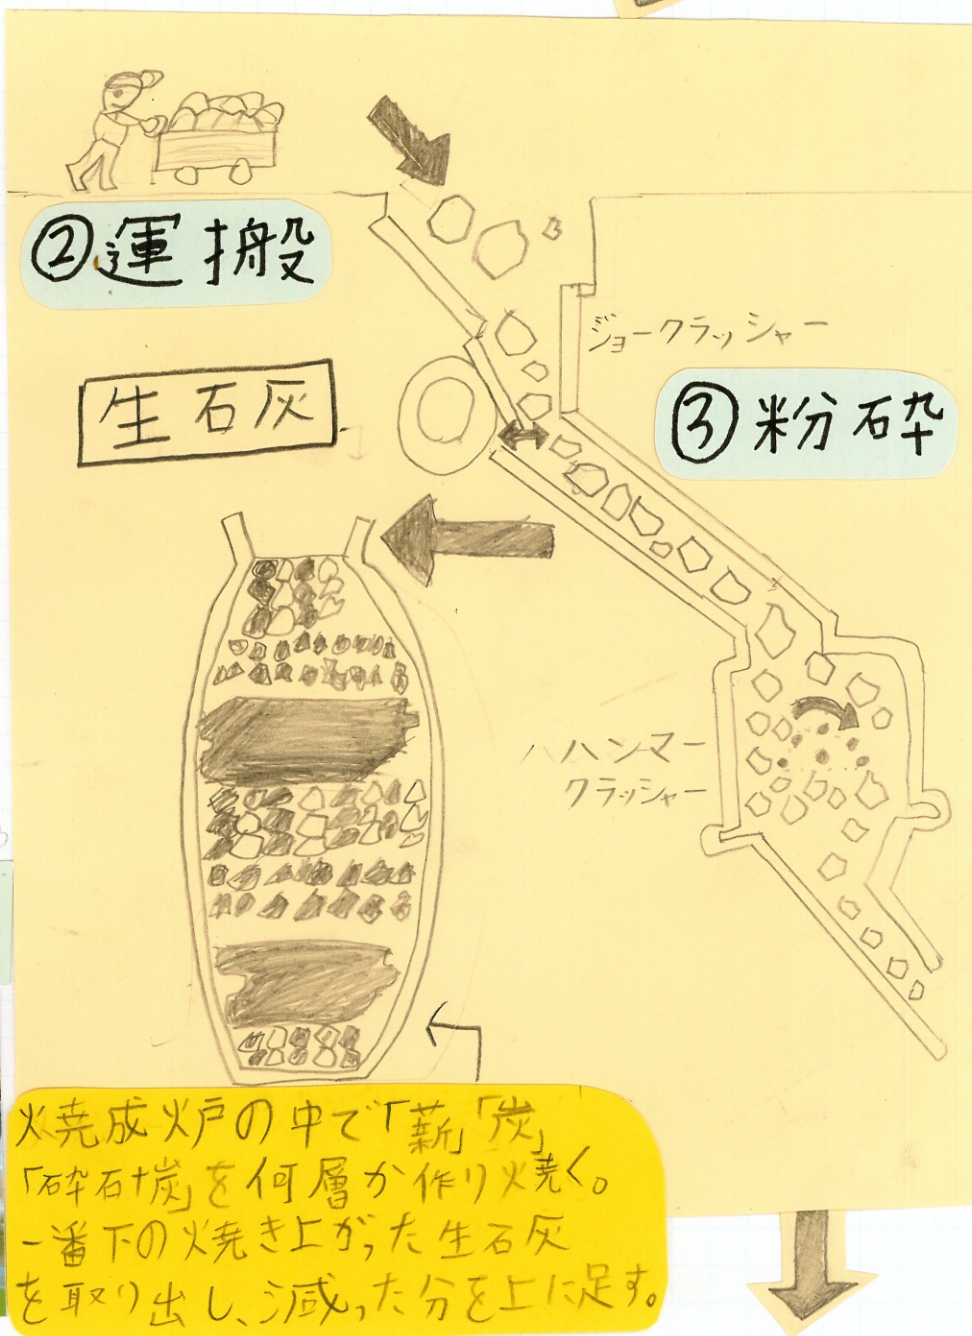 ②運搬
ジョークラッシャー
生石灰
③粉砕
ハンマー
クラッシャー
焼成炉の中で「薪」「炭」
「砕石炭」を何層か作り焼く。
一番下の焼き上がった生石灰
を取り出し、減った分を上に足す。